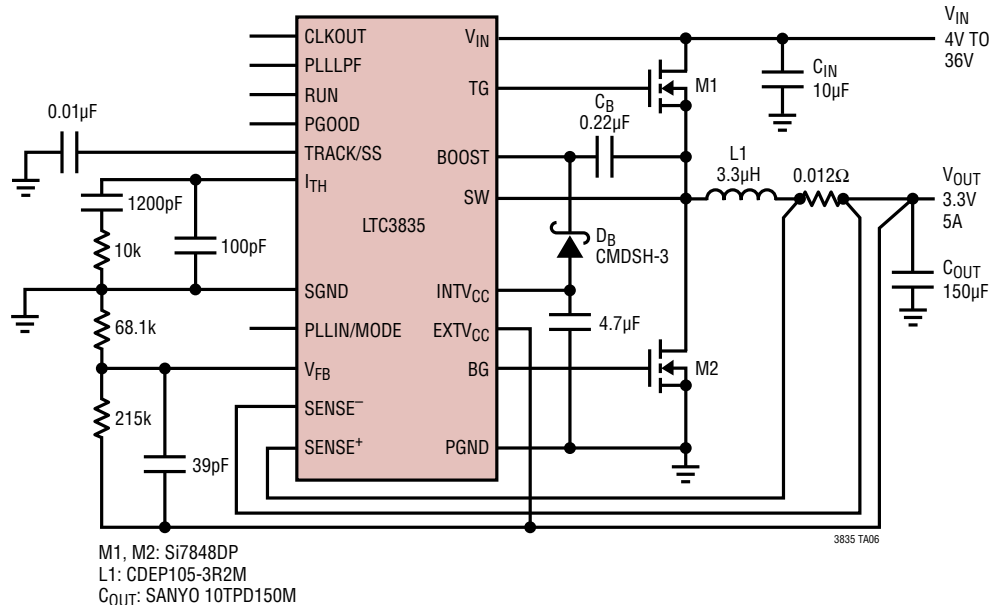 CLKOUT
PLLLPF
RUN
PGOOD
TRACK/SS
ITH
SGND
PLLIN/MODE
VFB
SENSE–
SENSE+
LTC3835
VIN
TG
BOOST
SW
INTVCC
EXTVCC
BG
PGND
0.01µF
1200pF
10k
100pF
68.1k
215k
39pF
M1
CB
0.22µF
DB
CMDSH-3
4.7µF
M2
L1
3.3µH
0.012Ω
CIN
10µF
VIN
4V TO
36V
VOUT
3.3V
5A
COUT
150µF
3835 TA06
M1, M2: Si7848DP
L1: CDEP105-3R2M
COUT: SANYO 10TPD150M